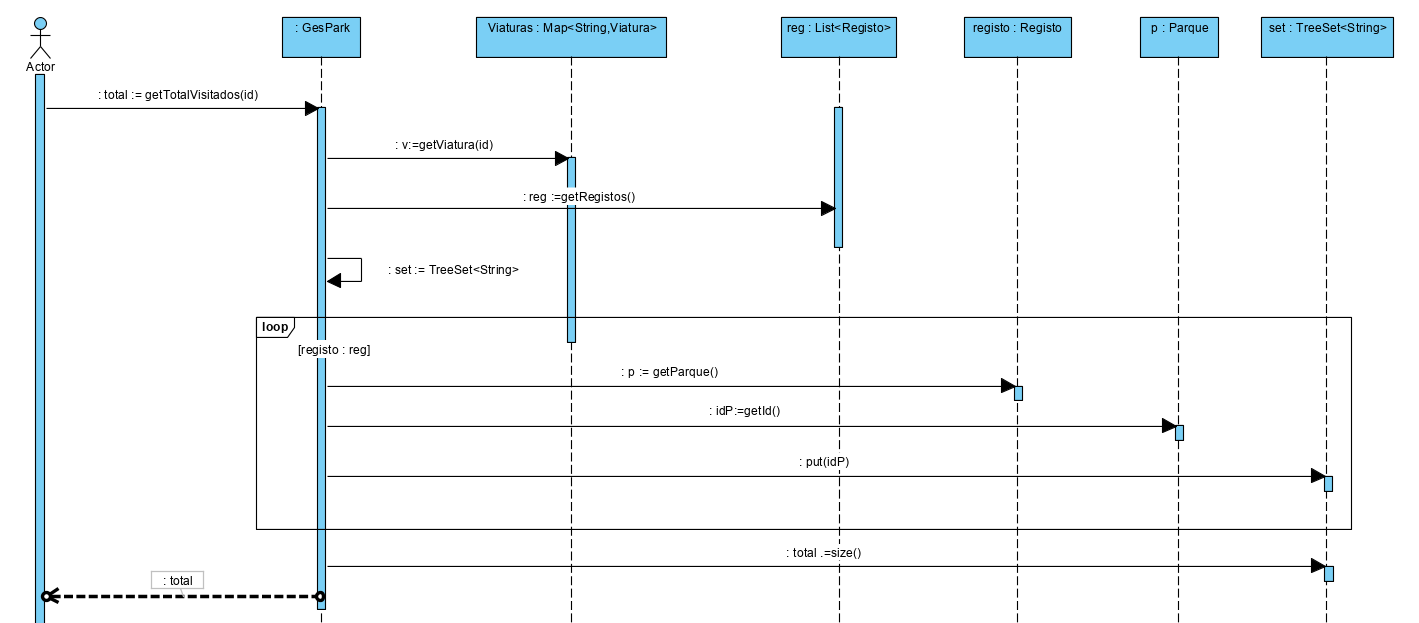 : GesPark
Viaturas : Map<String,Viatura>
reg : List<Registo>
registo : Registo
p : Parque
set : TreeSet<String>
Actor
: total := getTotalVisitados(id)
: v:=getViatura(id)
: reg :=getRegistos()
: set := TreeSet<String>
loop
[registo : reg]
: p := getParque()
: idP:=getId()
: put(idP)
: total .=size()
: total